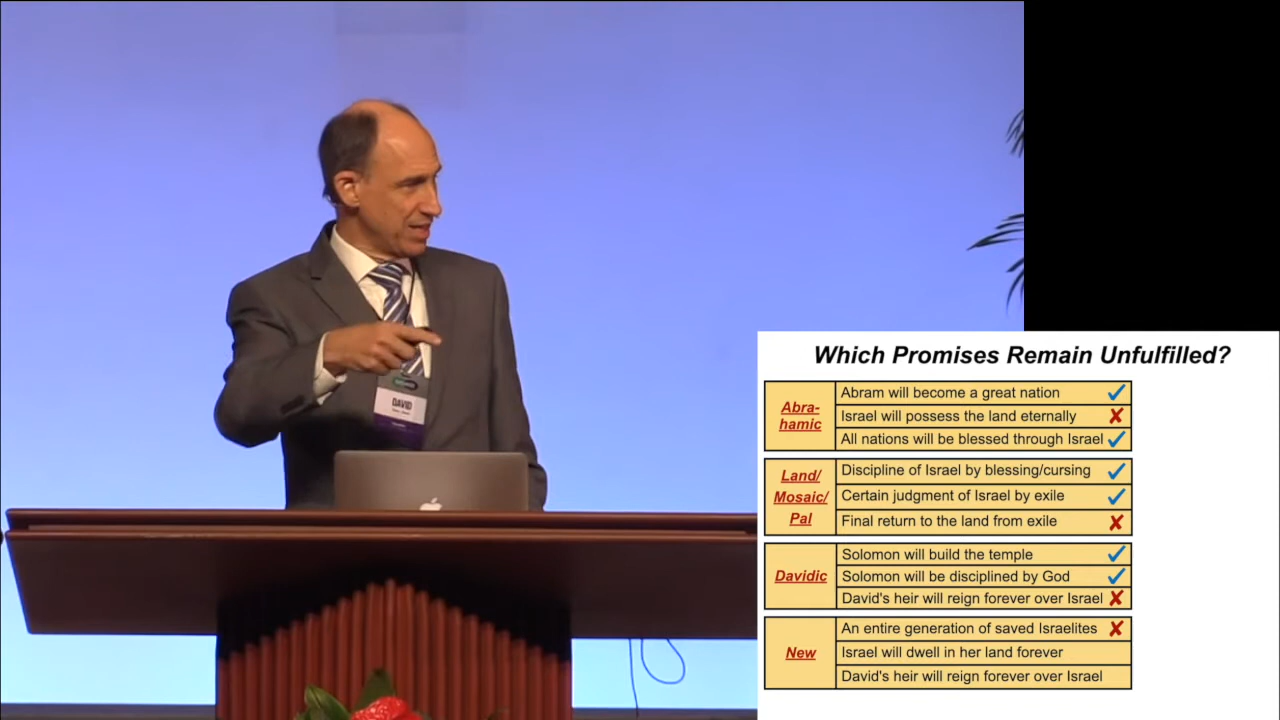 DAVID
Which Promises Remain Unfulfilled?
Abra-
hamic
Abram will become a great nation ✓
Israel will possess the land eternally ✗
All nations will be blessed through Israel ✓
Land/
Mosaic/
Pal
Discipline of Israel by blessing/cursing ✓
Certain judgment of Israel by exile ✓
Final return to the land from exile ✗
Davidic
Solomon will build the temple ✓
Solomon will be disciplined by God ✓
David's heir will reign forever over Israel ✗
New
An entire generation of saved Israelites ✗
Israel will dwell in her land forever
David's heir will reign forever over Israel